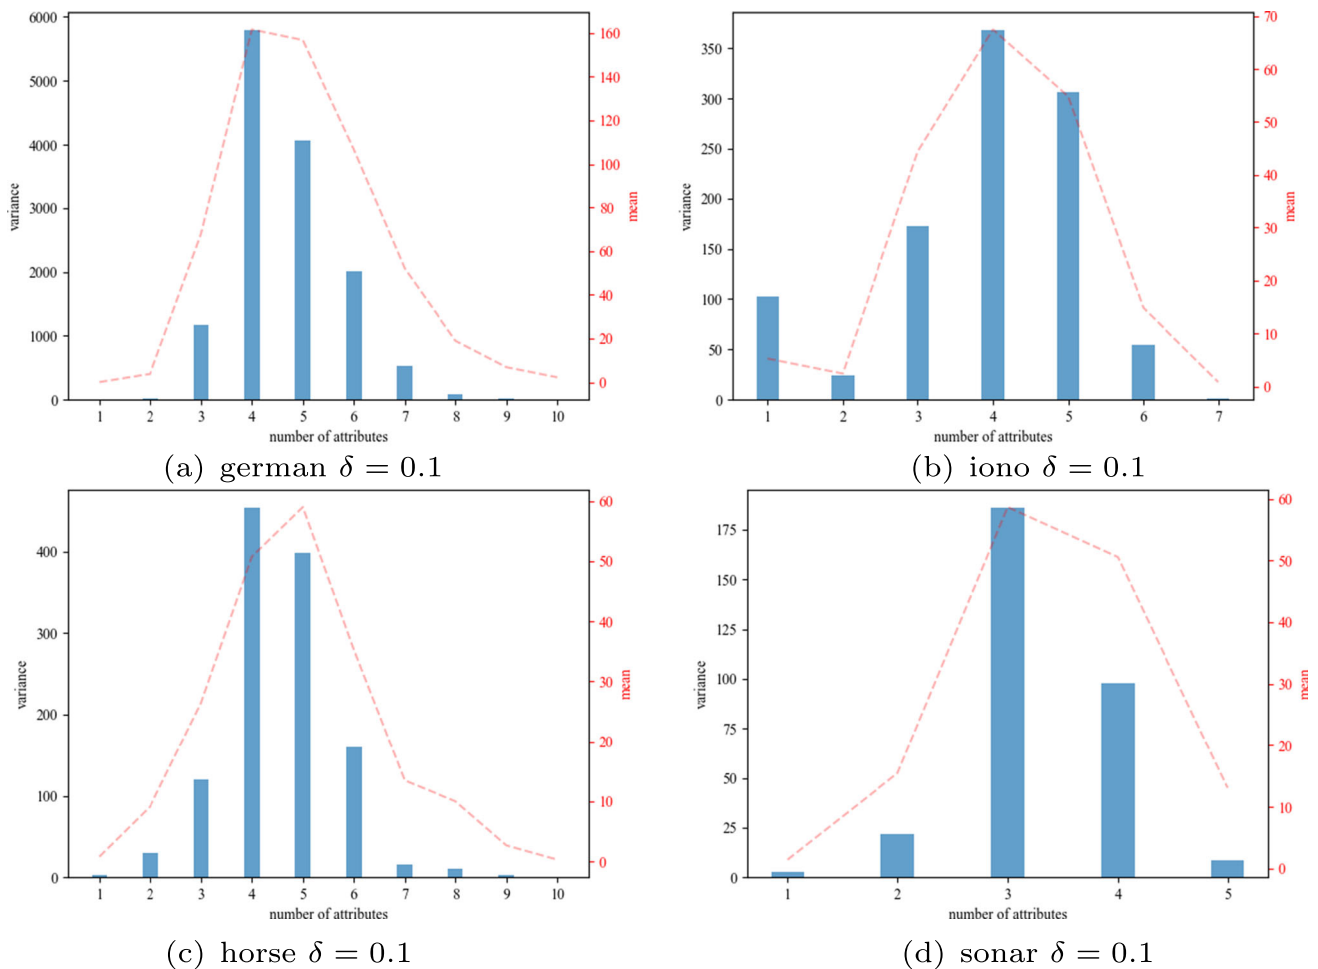 6000
5000
4000
3000
2000
1000
0
variance
160
140
120
100
80
60
40
20
0
mean
1 2 3 4 5 6 7 8 9 10
number of attributes
(a) german δ = 0.1
350
300
250
200
150
100
50
0
variance
70
60
50
40
30
20
10
0
mean
1 2 3 4 5 6 7
number of attributes
(b) iono δ = 0.1
400
300
200
100
0
variance
60
50
40
30
20
10
0
mean
1 2 3 4 5 6 7 8 9 10
number of attributes
(c) horse δ = 0.1
175
150
125
100
75
50
25
0
variance
60
50
40
30
20
10
0
mean
1 2 3 4 5
number of attributes
(d) sonar δ = 0.1